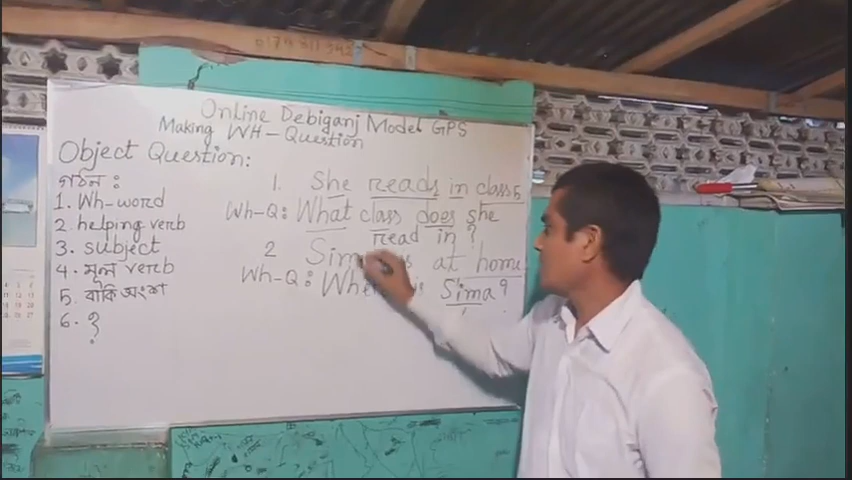 Online Debiganj Model GPS
Making WH-Question
Object Question:
গঠন :
1. Wh-word
2. helping verb
3. subject
4. মূল verb
5. বাকি অংশ
6. ?
1. She reads in class 5
Wh-Q: What class does she
read in ?
2 Sima at home
Wh-Q: Sima ?